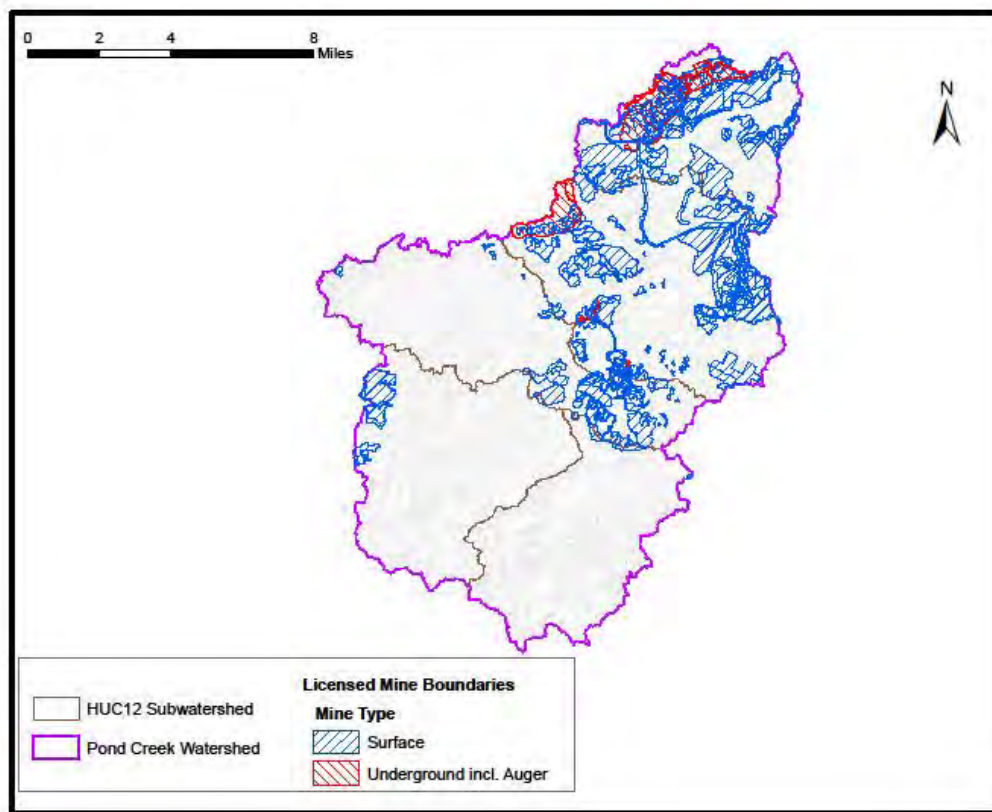 0 2 4 8
Miles
N
Licensed Mine Boundaries
HUC12 Subwatershed
Mine Type
Pond Creek Watershed
Surface
Underground incl. Auger